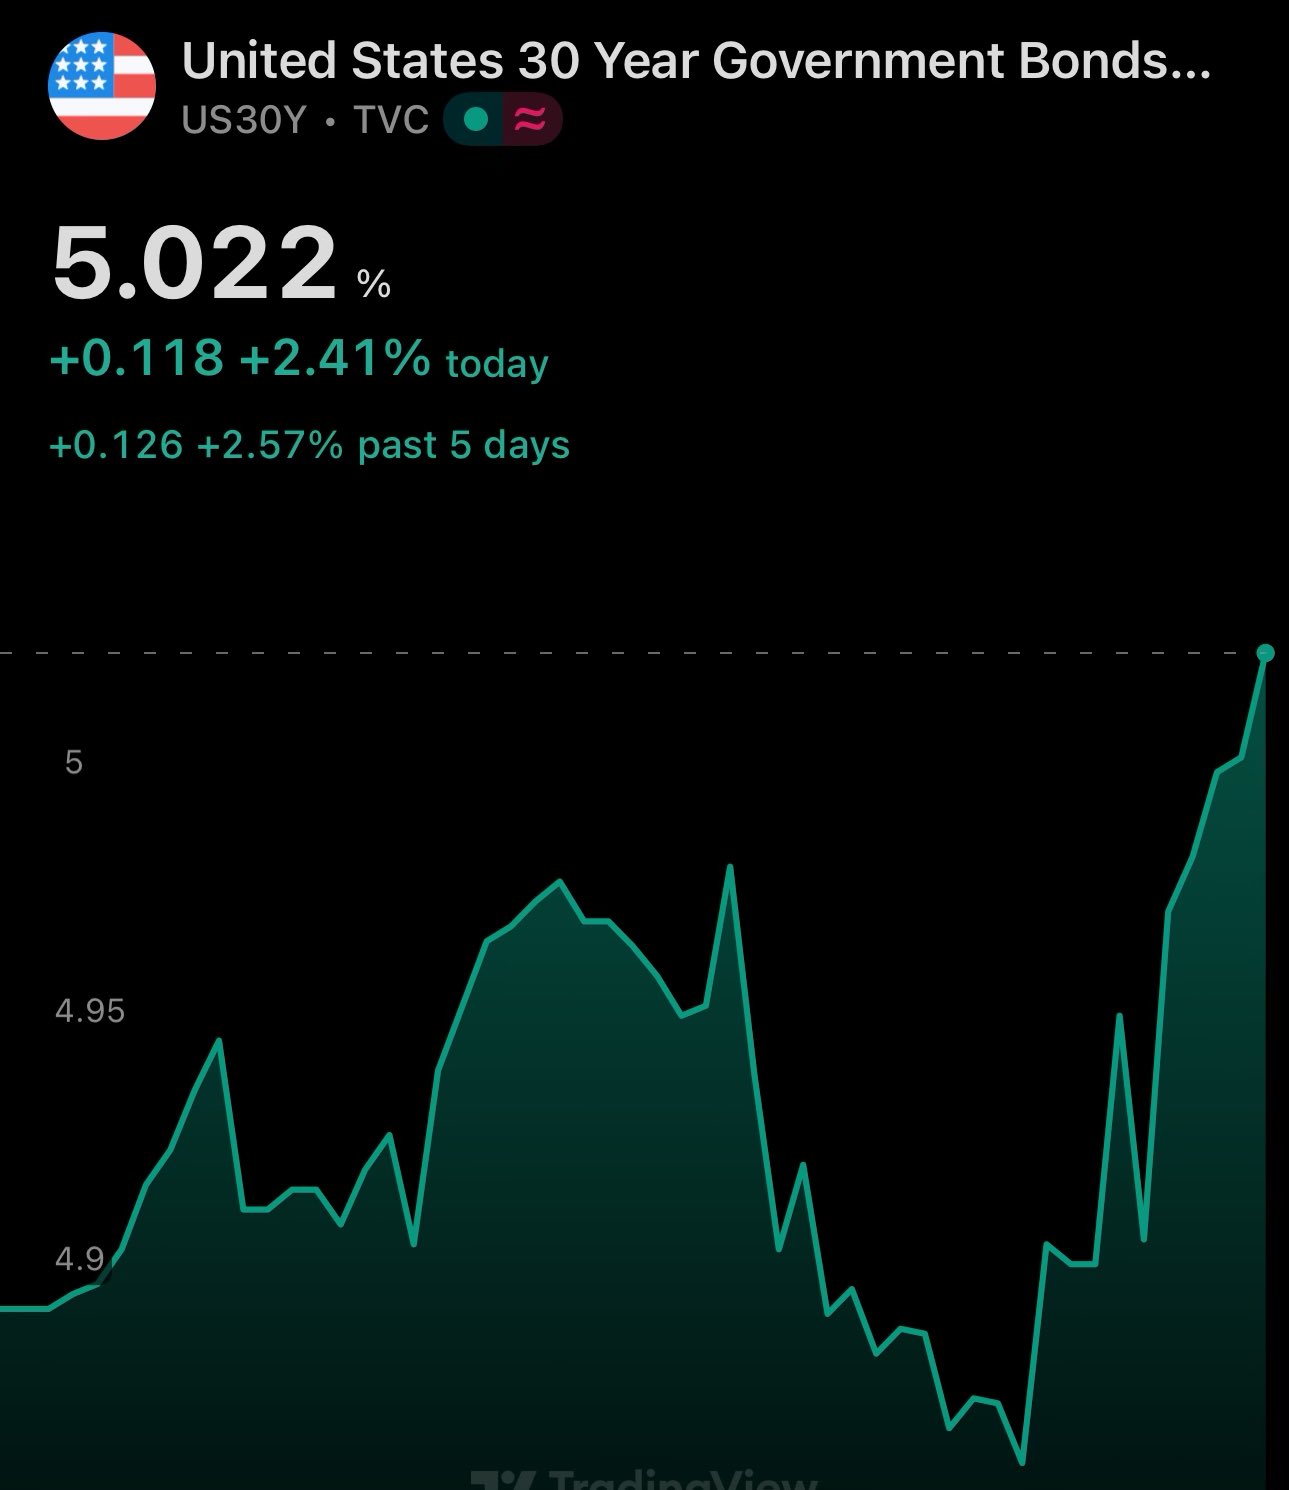 United States 30 Year Government Bonds...
US30Y • TVC
5.022 %
+0.118 +2.41% today
+0.126 +2.57% past 5 days
5
4.95
4.9
TradingView